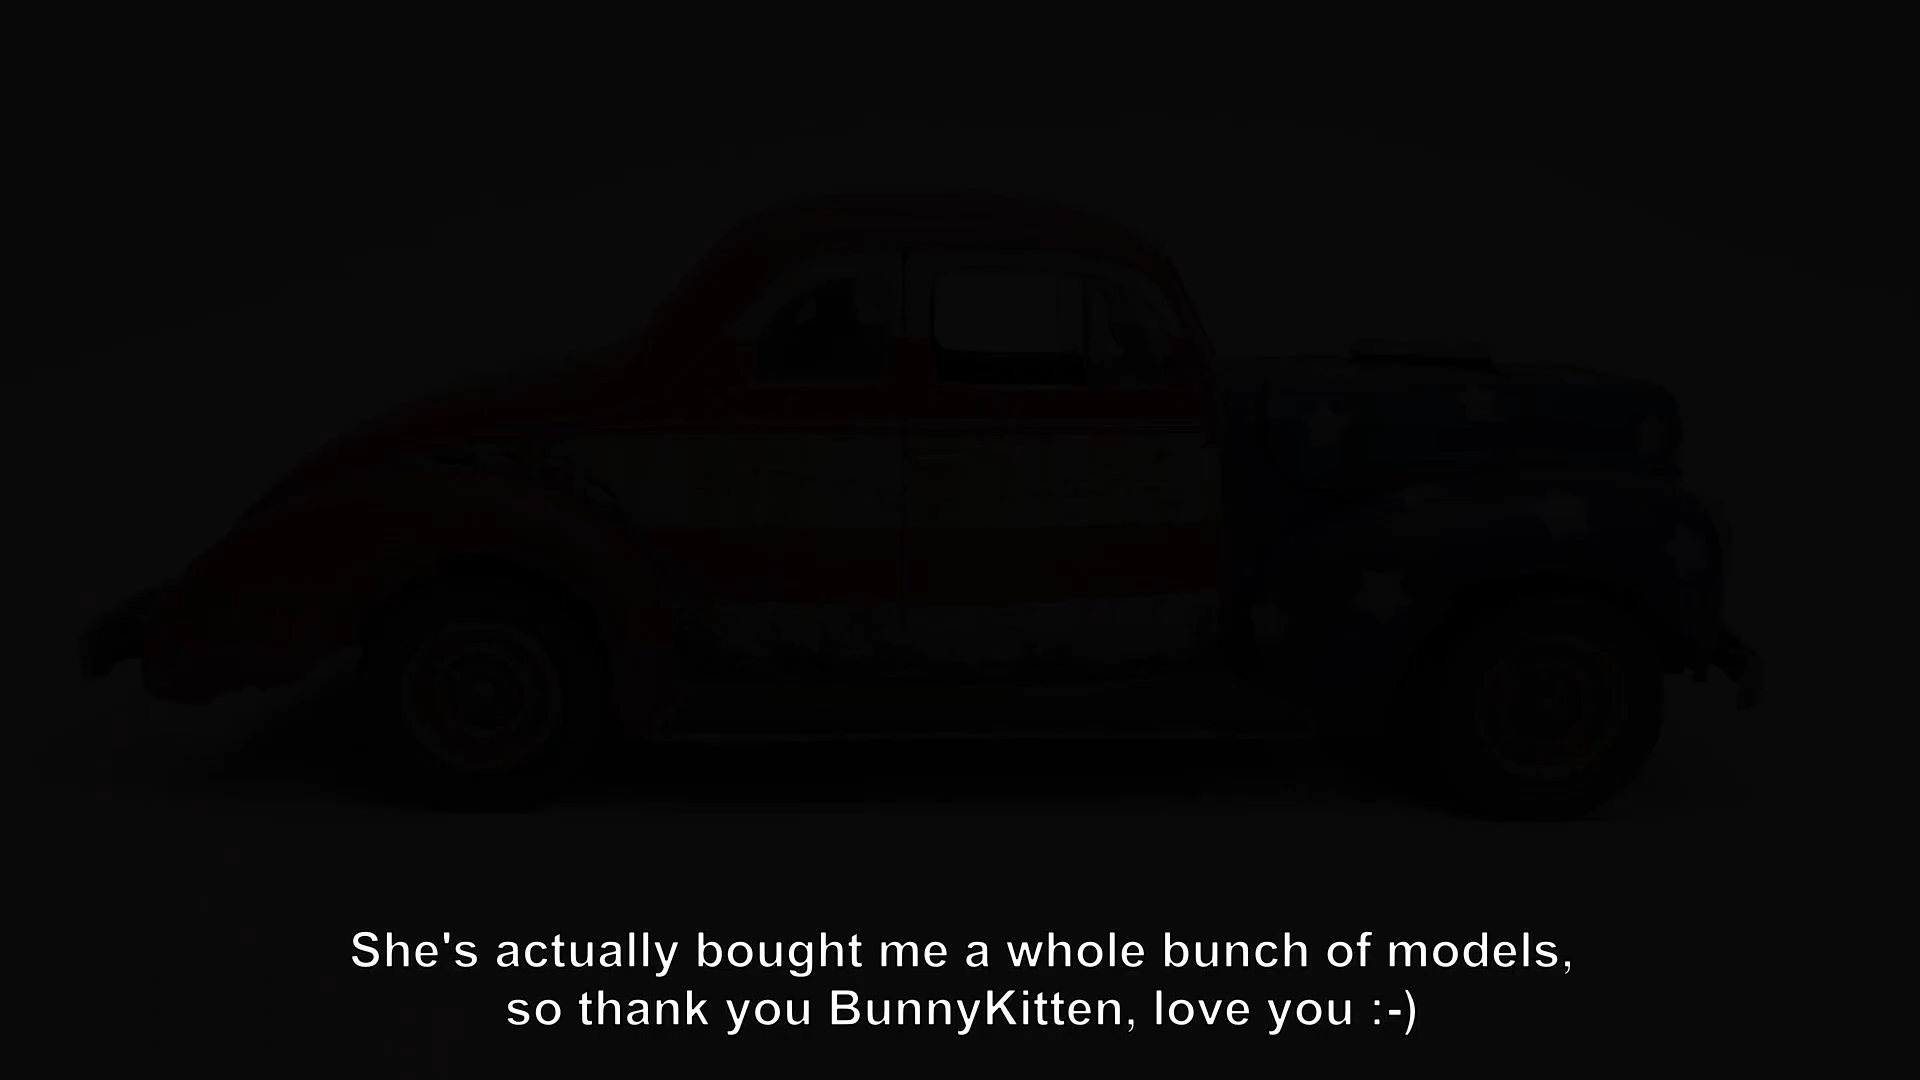 She's actually bought me a whole bunch of models,
so thank you BunnyKitten, love you :-)